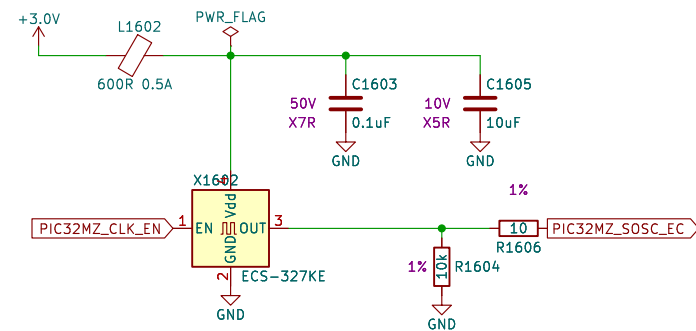 +3.0V
PWR_FLAG
L1602
600R 0.5A
C1603
50V
X7R
0.1uF
GND
C1605
10V
X5R
10uF
GND
X1602
4
Vdd
PIC32MZ_CLK_EN
1
EN
GND
OUT
3
2
ECS-327KE
GND
1%
10k
R1604
GND
1%
10
R1606
PIC32MZ_SOSC_EC